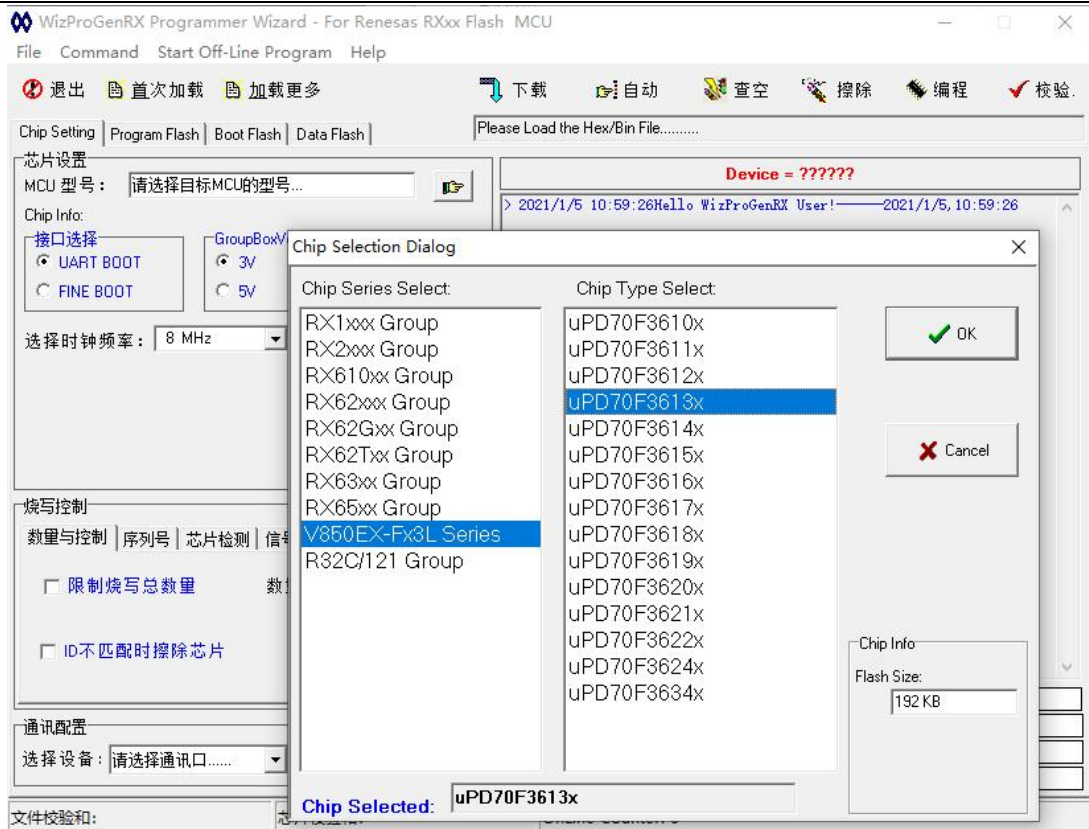 WizProGenRX Programmer Wizard - For Renesas RXxx Flash MCU
File Command Start Off-Line Program Help
退出 首次加载 加载更多 下载 自动 查空 擦除 编程 校验.
Chip Setting Program Flash Boot Flash Data Flash
Please Load the Hex/Bin File..........
芯片设置
MCU 型号: 请选择目标MCU的型号...
Device = ??????
Chip Info:
> 2021/1/5 10:59:26Hello WizProGenRX User!————2021/1/5,10:59:26
接口选择
UART BOOT
FINE BOOT
3V
5V
选择时钟频率: 8 MHz
Chip Selection Dialog
Chip Series Select:
RX1xxx Group
RX2xxx Group
RX610xx Group
RX62xxx Group
RX62Gxx Group
RX62Txx Group
RX63xx Group
RX65xx Group
V850EX-Fx3L Series
R32C/121 Group
Chip Type Select:
uPD70F3610x
uPD70F3611x
uPD70F3612x
uPD70F3613x
uPD70F3614x
uPD70F3615x
uPD70F3616x
uPD70F3617x
uPD70F3618x
uPD70F3619x
uPD70F3620x
uPD70F3621x
uPD70F3622x
uPD70F3624x
uPD70F3634x
OK
Cancel
Chip Info
Flash Size:
192 KB
Chip Selected: uPD70F3613x
烧写控制
数量与控制 序列号 芯片检测
限制烧写总数量
ID不匹配时擦除芯片
通讯配置
选择设备: 请选择通讯口......
文件校验和: